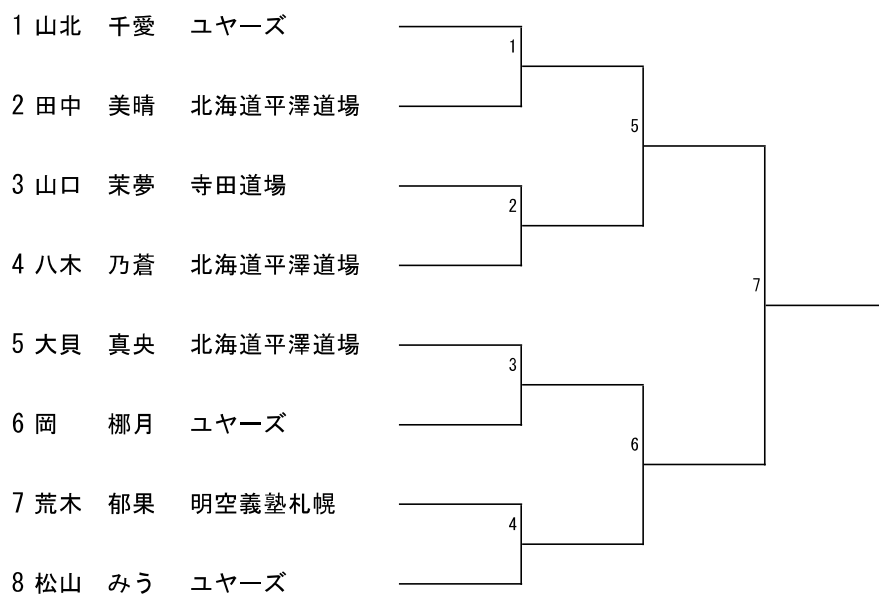 1 山北 千愛 ユヤーズ
1
2 田中 美晴 北海道平澤道場
5
3 山口 茉夢 寺田道場
2
4 八木 乃蒼 北海道平澤道場
7
5 大貝 真央 北海道平澤道場
3
6 岡 梛月 ユヤーズ
6
7 荒木 郁果 明空義塾札幌
4
8 松山 みう ユヤーズ